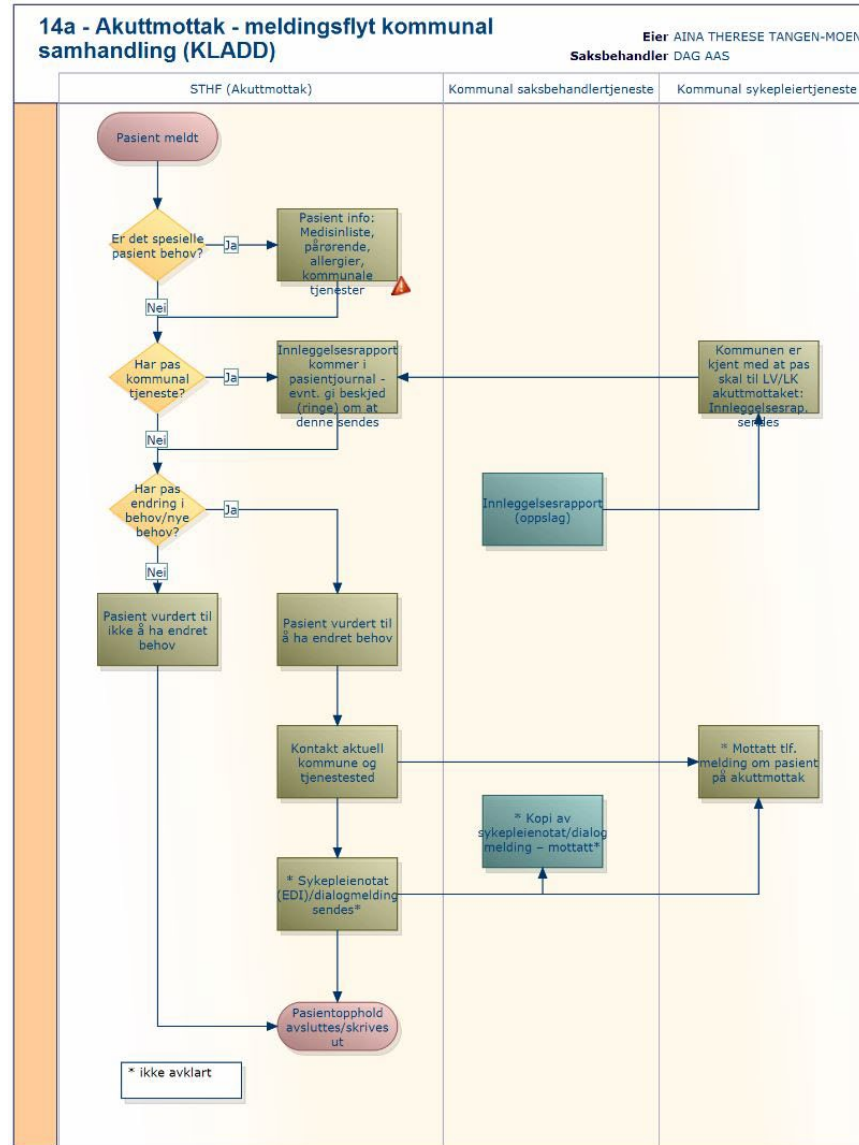 14a - Akuttmottak - meldingsflyt kommunal
samhandling (KLADD)
Eier AINA THERESE TANGEN-MOEN
Saksbehandler DAG AAS
STHF (Akuttmottak)
Kommunal saksbehandlertjeneste
Kommunal sykepleiertjeneste
Pasient meldt
Er det spesielle
pasient behov?
Ja
Pasient info:
Medisinliste,
pårørende,
allergier,
kommunale
tjenester
Nei
Har pas
kommunal
tjeneste?
Ja
Innleggelsesrapport
kommer i
pasientjournal -
evnt. gi beskjed
(ringe) om at
denne sendes
Kommunen er
kjent med at pas
skal til LV/LK
akuttmottaket:
Innleggelsesrap.
sendes
Nei
Har pas
endring i
behov/nye
behov?
Ja
Innleggelsesrapport
(oppslag)
Nei
Pasient vurdert til
ikke å ha endret
behov
Pasient vurdert til
å ha endret behov
Kontakt aktuell
kommune og
tjenestested
* Mottatt tlf.
melding om pasient
på akuttmottak
* Kopi av
sykepleienotat/dialog
melding – mottatt*
* Sykepleienotat
(EDI)/dialogmelding
sendes*
Pasientopphold
avsluttes/skrives
ut
* ikke avklart